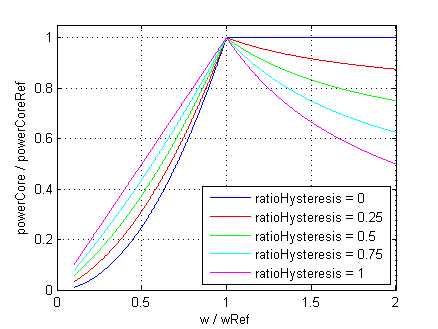 1
0.8
0.6
0.4
0.2
0
powerCore / powerCoreRef
ratioHysteresis = 0
ratioHysteresis = 0.25
ratioHysteresis = 0.5
ratioHysteresis = 0.75
ratioHysteresis = 1
0 0.5 1 1.5 2
w / wRef